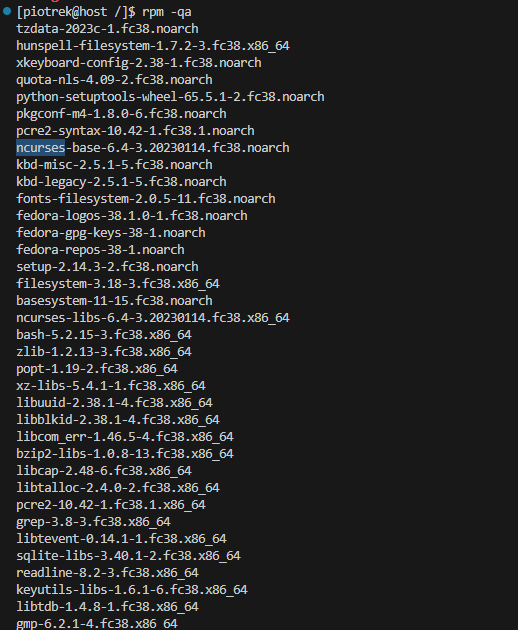 [piotrek@host /]$ rpm -qa
tzdata-2023c-1.fc38.noarch
hunspell-filesystem-1.7.2-3.fc38.x86_64
xkeyboard-config-2.38-1.fc38.noarch
quota-nls-4.09-2.fc38.noarch
python-setuptools-wheel-65.5.1-2.fc38.noarch
pkgconf-m4-1.8.0-6.fc38.noarch
pcre2-syntax-10.42-1.fc38.1.noarch
ncurses-base-6.4-3.20230114.fc38.noarch
kbd-misc-2.5.1-5.fc38.noarch
kbd-legacy-2.5.1-5.fc38.noarch
fonts-filesystem-2.0.5-11.fc38.noarch
fedora-logos-38.1.0-1.fc38.noarch
fedora-gpg-keys-38-1.noarch
fedora-repos-38-1.noarch
setup-2.14.3-2.fc38.noarch
filesystem-3.18-3.fc38.x86_64
basesystem-11-15.fc38.noarch
ncurses-libs-6.4-3.20230114.fc38.x86_64
bash-5.2.15-3.fc38.x86_64
zlib-1.2.13-3.fc38.x86_64
popt-1.19-2.fc38.x86_64
xz-libs-5.4.1-1.fc38.x86_64
libuuid-2.38.1-4.fc38.x86_64
libblkid-2.38.1-4.fc38.x86_64
libcom_err-1.46.5-4.fc38.x86_64
bzip2-libs-1.0.8-13.fc38.x86_64
libcap-2.48-6.fc38.x86_64
libtalloc-2.4.0-2.fc38.x86_64
pcre2-10.42-1.fc38.1.x86_64
grep-3.8-3.fc38.x86_64
libtevent-0.14.1-1.fc38.x86_64
sqlite-libs-3.40.1-2.fc38.x86_64
readline-8.2-3.fc38.x86_64
keyutils-libs-1.6.1-6.fc38.x86_64
libtdb-1.4.8-1.fc38.x86_64
gmp-6.2.1-4.fc38.x86_64